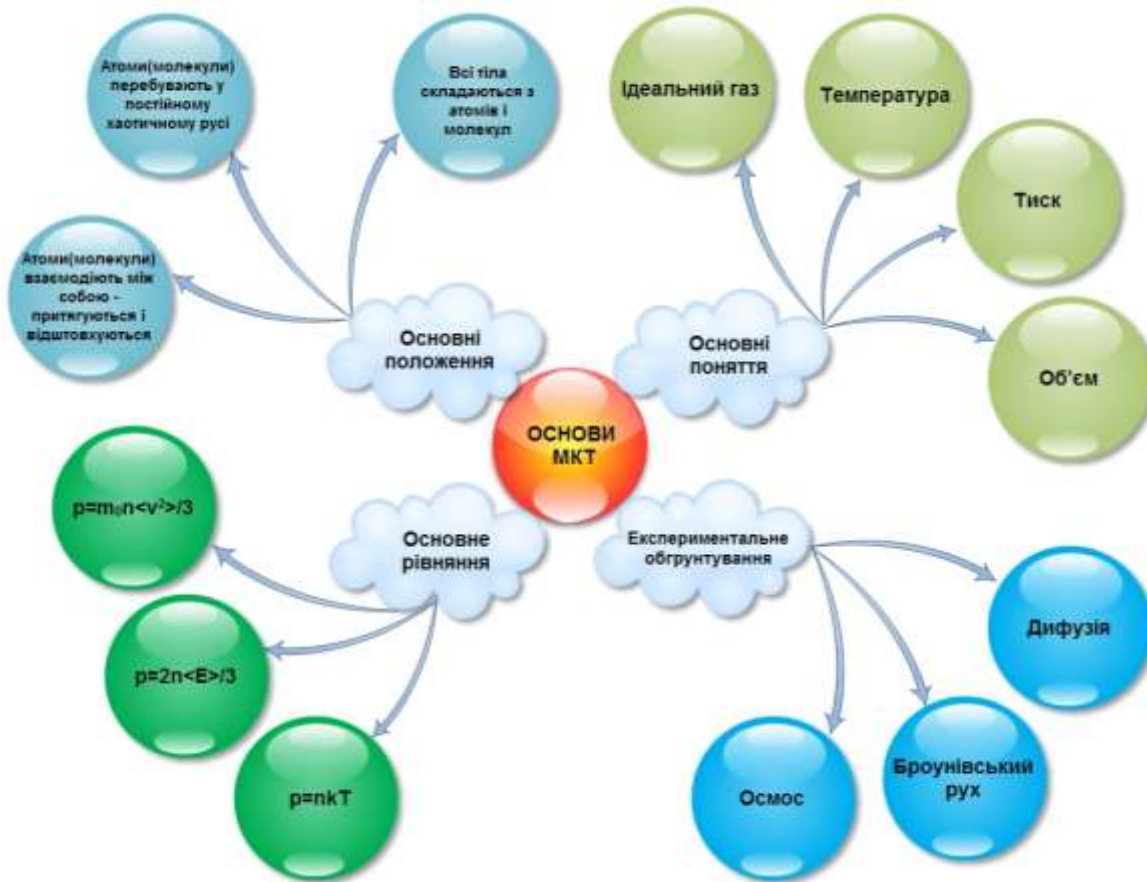 Атоми(молекули)
перебувають у
постійному
хаотичному русі
Всі тіла
складаються з
атомів і
молекул
Ідеальний газ
Температура
Тиск
Об'єм
Атоми(молекули)
взаємодіють між
собою -
притягуються і
відштовхуються
Основні
положення
Основні
поняття
ОСНОВИ
МКТ
Основне
рівняння
Експериментальне
обгрунтування
p=m₀n<v²>/3
p=2n<E>/3
p=nkT
Дифузія
Броунівський
рух
Осмос